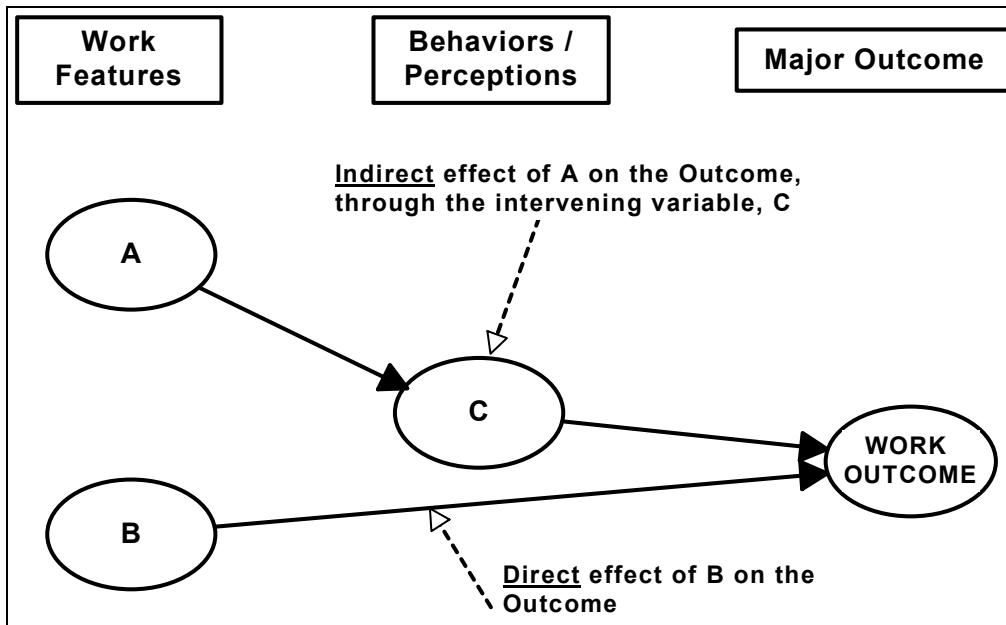 Work
Features
Behaviors /
Perceptions
Major Outcome
Indirect effect of A on the Outcome,
through the intervening variable, C
A
C
WORK
OUTCOME
B
Direct effect of B on the
Outcome